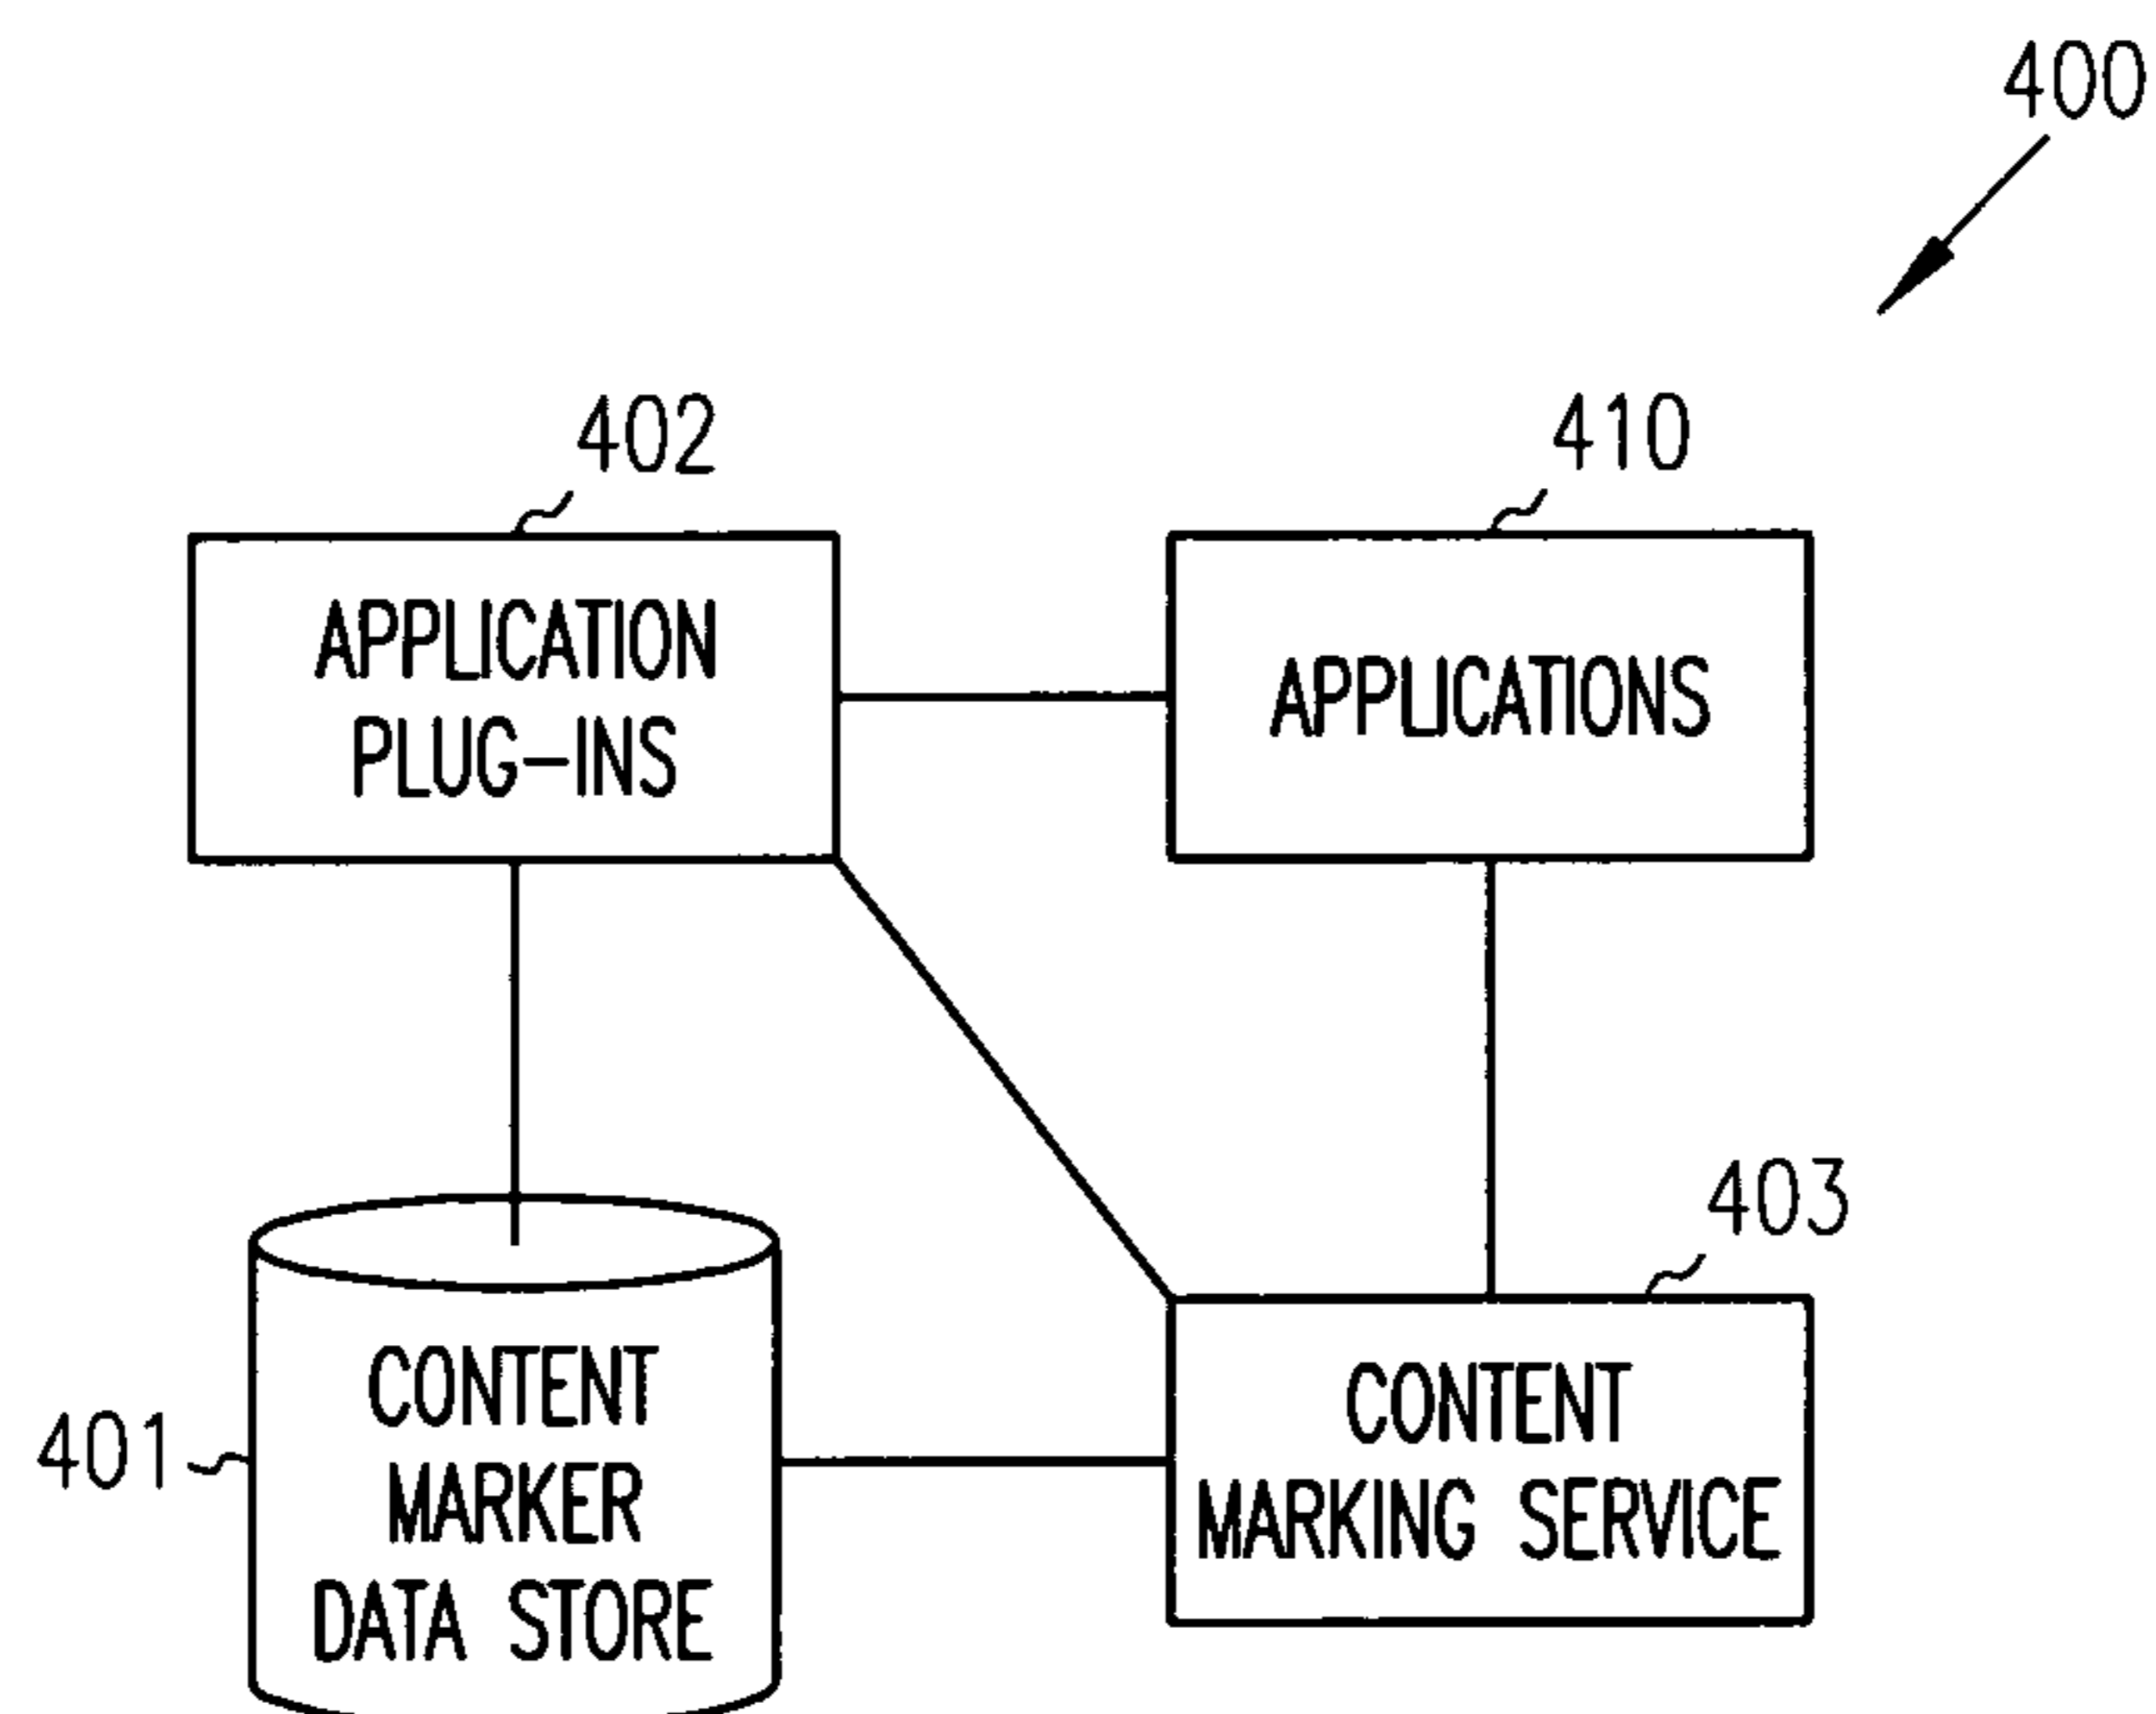 400
402
410
APPLICATION
PLUG-INS
APPLICATIONS
403
401
CONTENT
MARKER
DATA STORE
CONTENT
MARKING SERVICE